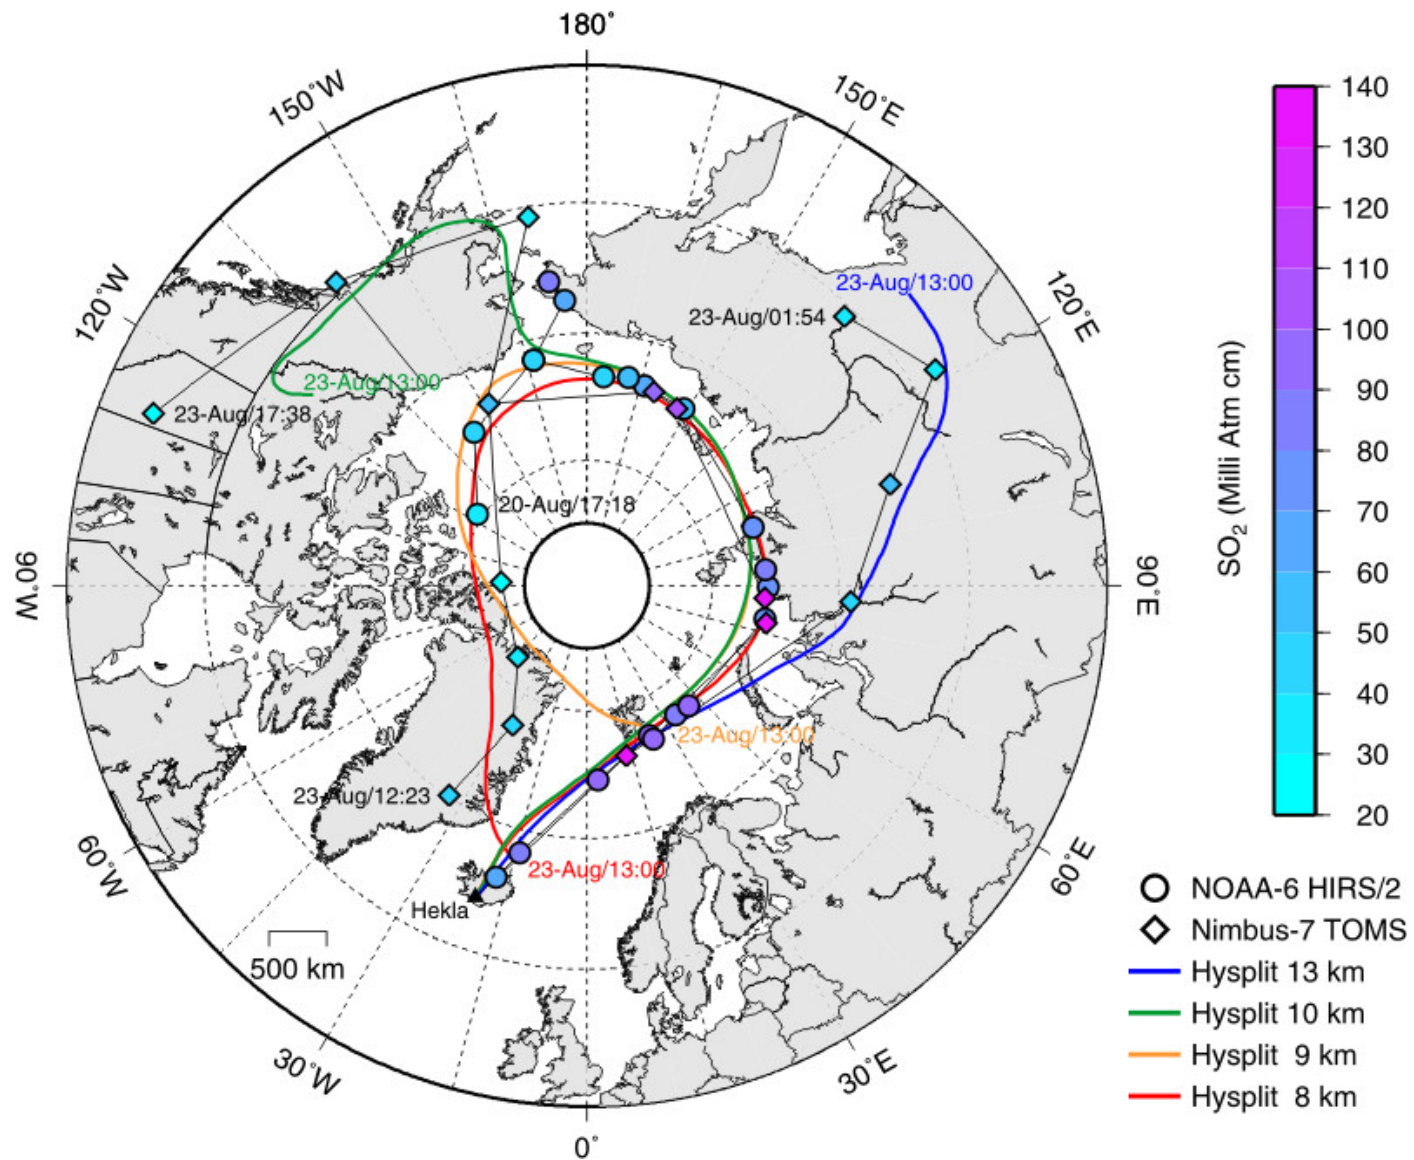 180°
150°W
150°E
120°W
120°E
90°W
90°E
60°W
60°E
30°W
30°E
0°
23-Aug/13:00
23-Aug/01:54
23-Aug/13:00
23-Aug/17:38
20-Aug/17:18
23-Aug/13:00
23-Aug/12:23
23-Aug/13:00
Hekla
500 km
140
130
120
110
100
90
80
70
60
50
40
30
20
SO2 (Milli Atm cm)
NOAA-6 HIRS/2
Nimbus-7 TOMS
Hysplit 13 km
Hysplit 10 km
Hysplit 9 km
Hysplit 8 km